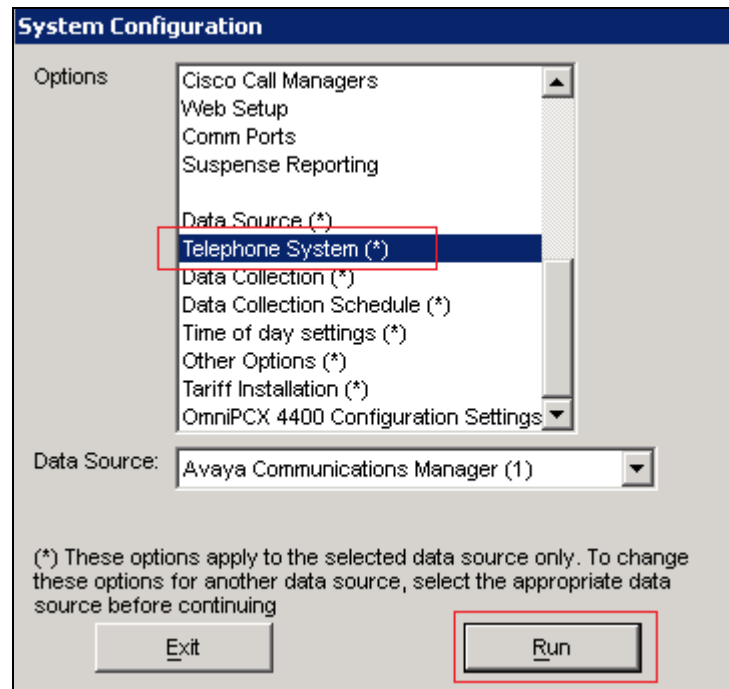 System Configuration
Options
Cisco Call Managers
Web Setup
Comm Ports
Suspense Reporting
Data Source (*)
Telephone System (*)
Data Collection (*)
Data Collection Schedule (*)
Time of day settings (*)
Other Options (*)
Tariff Installation (*)
OmniPCX 4400 Configuration Settings
Data Source:
Avaya Communications Manager (1)
(*) These options apply to the selected data source only. To change
these options for another data source, select the appropriate data
source before continuing
Exit
Run